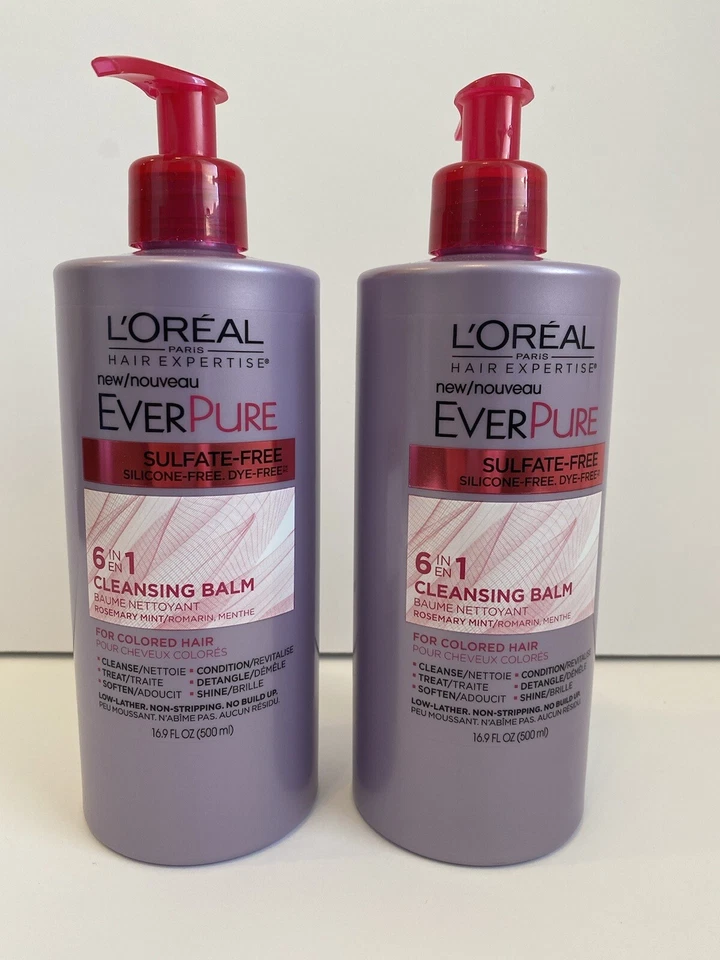 L'ORÉAL
PARIS
HAIR EXPERTISE®
new/nouveau
EVERPURE
SULFATE-FREE
SILICONE-FREE. DYE-FREE
6 IN EN 1
CLEANSING BALM
BAUME NETTOYANT
ROSEMARY MINT/ROMARIN, MENTHE
FOR COLORED HAIR
POUR CHEVEUX COLORÉS
• CLEANSE/NETTOIE • CONDITION/REVITALISE
• TREAT/TRAITE • DETANGLE/DÉMÊLE
• SOFTEN/ADOUCIT • SHINE/BRILLE
LOW-LATHER. NON-STRIPPING. NO BUILD UP.
PEU MOUSSANT. N'ABÎME PAS. AUCUN RÉSIDU.
16.9 FL OZ (500 ml)
L'ORÉAL
PARIS
HAIR EXPERTISE®
new/nouveau
EVERPURE
SULFATE-FREE
SILICONE-FREE. DYE-FREE
6 IN EN 1
CLEANSING BALM
BAUME NETTOYANT
ROSEMARY MINT/ROMARIN, MENTHE
FOR COLORED HAIR
POUR CHEVEUX COLORÉS
• CLEANSE/NETTOIE • CONDITION/REVITALISE
• TREAT/TRAITE • DETANGLE/DÉMÊLE
• SOFTEN/ADOUCIT • SHINE/BRILLE
LOW-LATHER. NON-STRIPPING. NO BUILD UP.
PEU MOUSSANT. N'ABÎME PAS. AUCUN RÉSIDU.
16.9 FL OZ (500 ml)